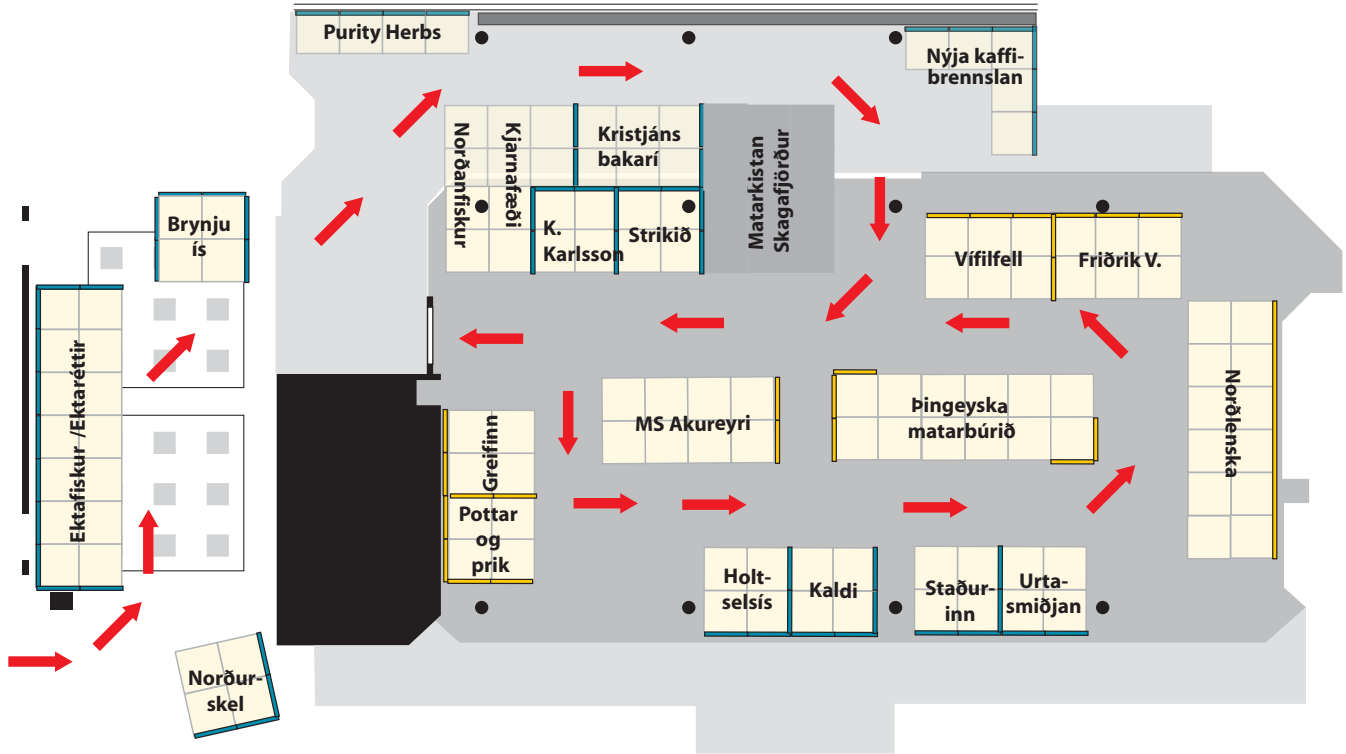 Purity Herbs
Nýja kaffi-
brennslan
Norðanfiskur
Kjarnafæði
Kristjáns
bakarí
Matarkistan
Skagafjörður
K.
Karlsson
Strikið
Brynju
ís
Vífilfell
Friðrik V.
Ektafiskur /Ektaréttir
Greifinn
MS Akureyri
Þingeyska
matarbúrið
Norðlenska
Pottar
og
prik
Holt-
selsís
Kaldi
Staður-
inn
Urta-
smiðjan
Norður-
skel